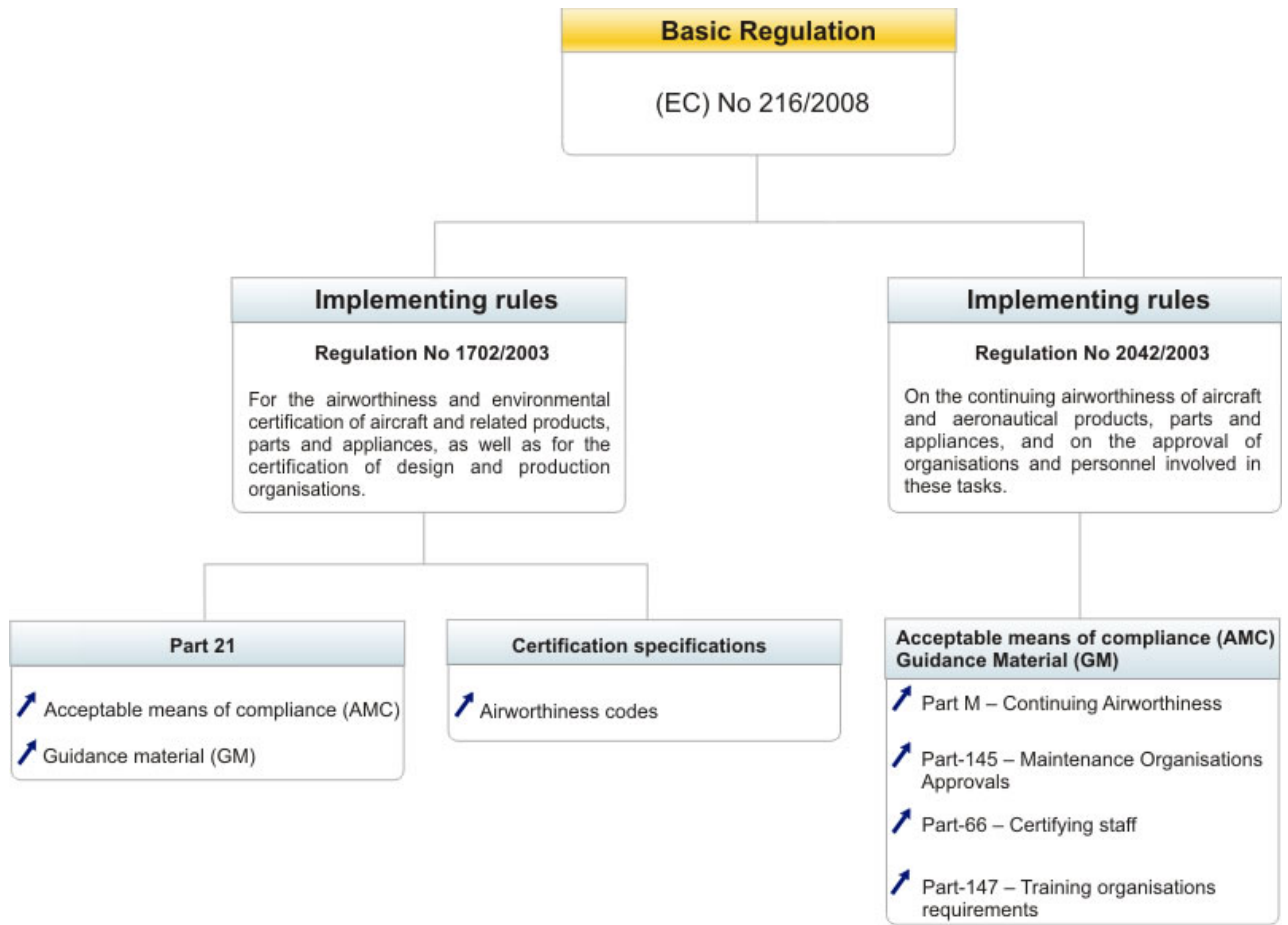 Basic Regulation
(EC) No 216/2008
Implementing rules
Regulation No 1702/2003
For the airworthiness and environmental
certification of aircraft and related products,
parts and appliances, as well as for the
certification of design and production
organisations.
Implementing rules
Regulation No 2042/2003
On the continuing airworthiness of aircraft
and aeronautical products, parts and
appliances, and on the approval of
organisations and personnel involved in
these tasks.
Part 21
Acceptable means of compliance (AMC)
Guidance material (GM)
Certification specifications
Airworthiness codes
Acceptable means of compliance (AMC)
Guidance Material (GM)
Part M – Continuing Airworthiness
Part-145 – Maintenance Organisations
Approvals
Part-66 – Certifying staff
Part-147 – Training organisations
requirements